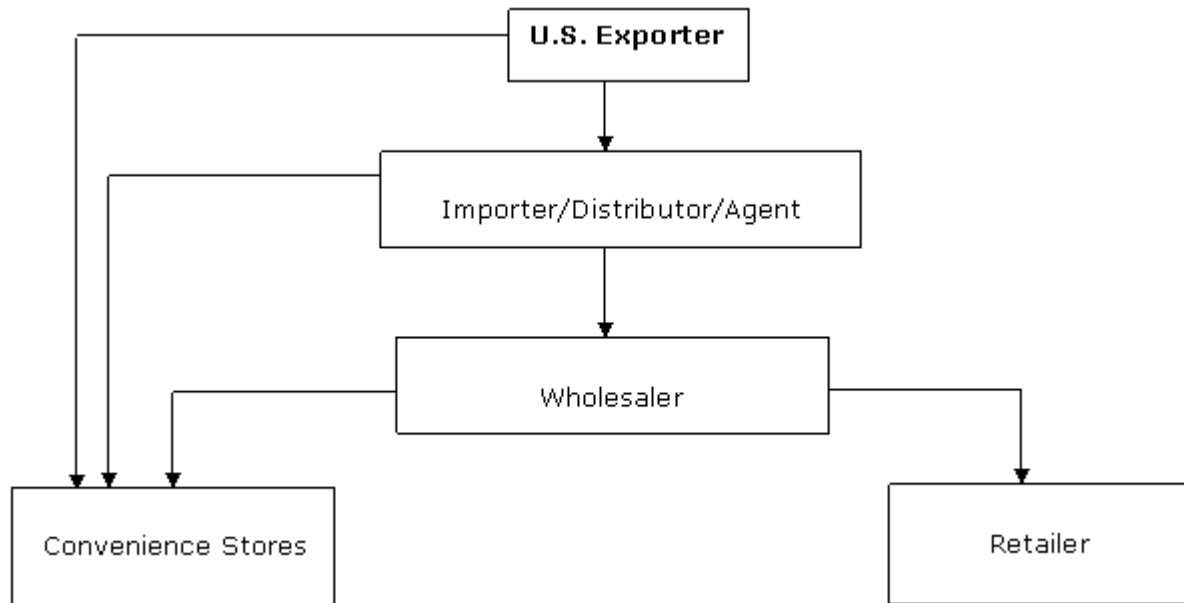 U.S. Exporter
Importer/Distributor/Agent
Wholesaler
Convenience Stores
Retailer